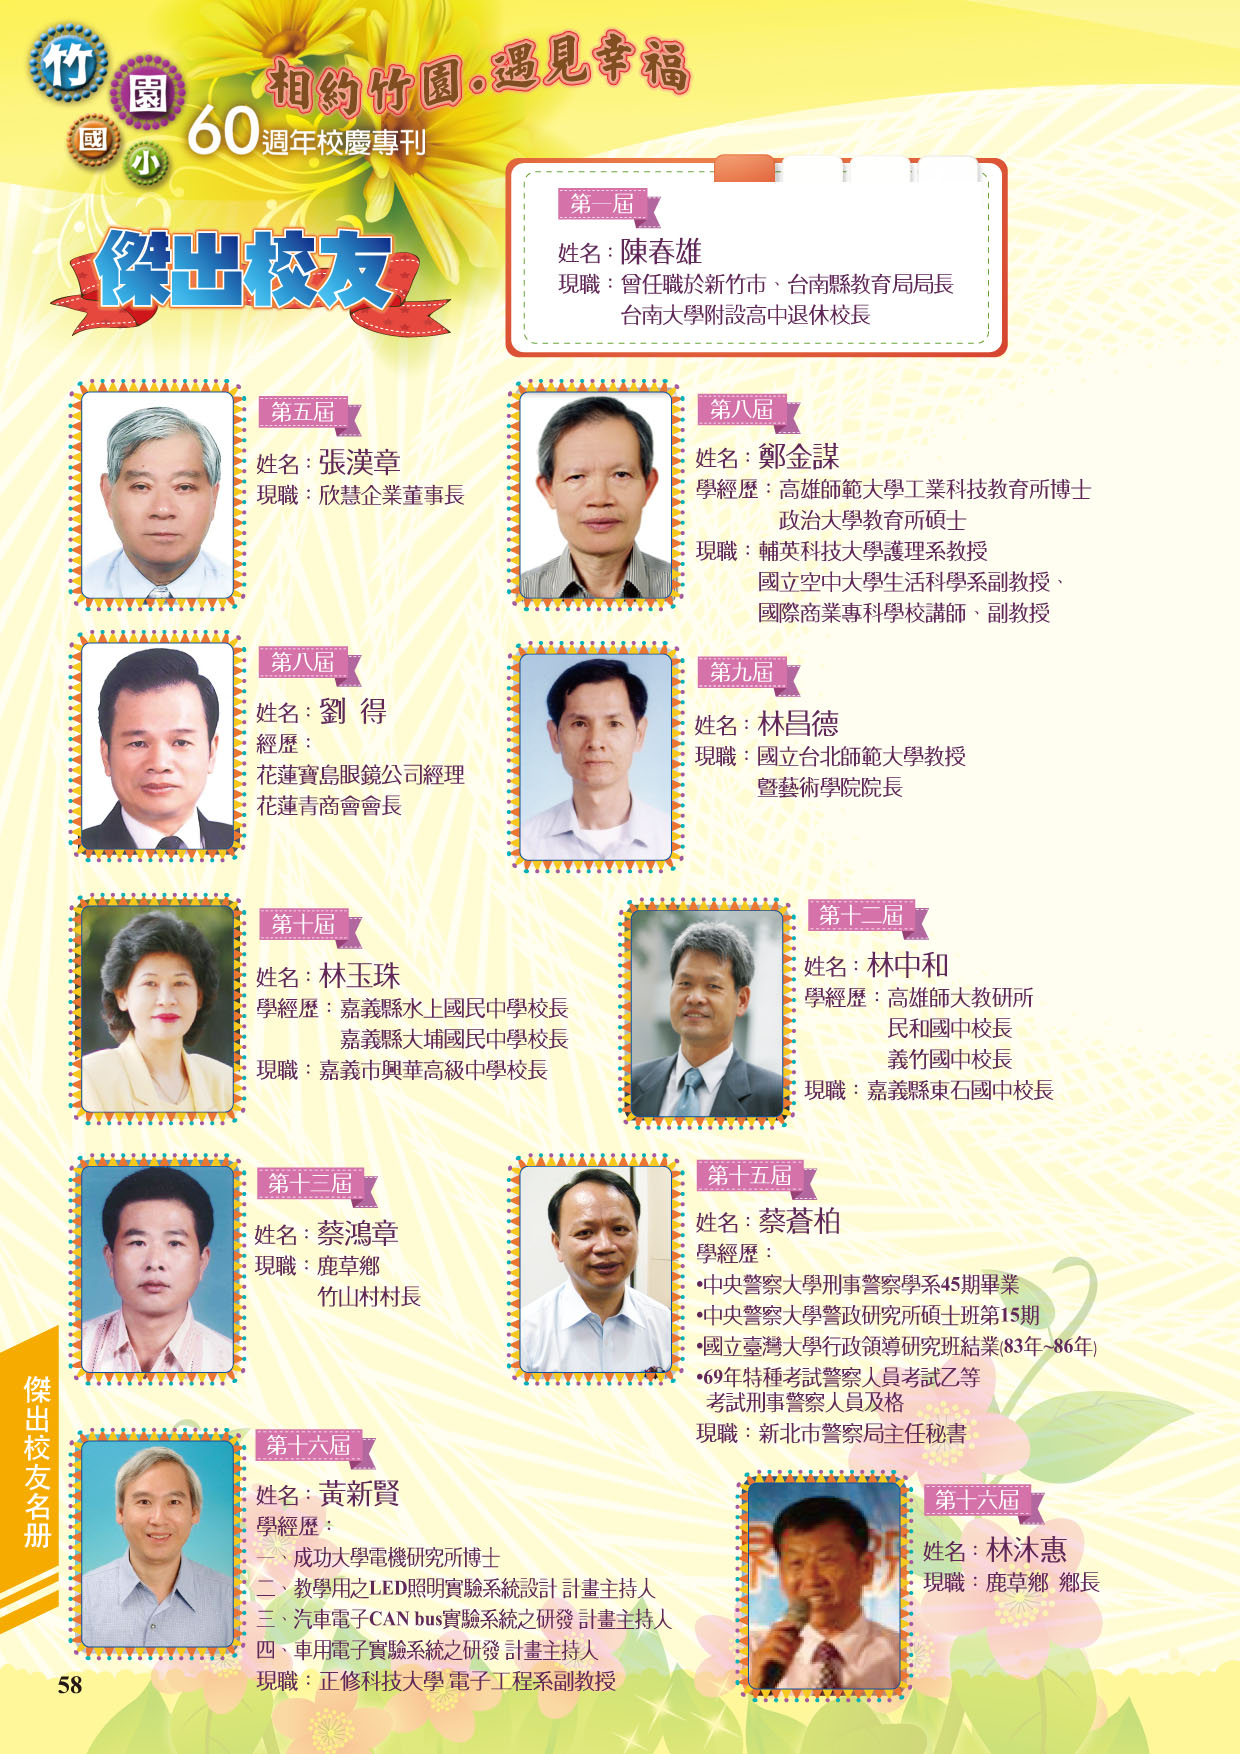 竹園國小
相約竹園・遇見幸福
60週年校慶專刊
傑出校友
第一屆
姓名：陳春雄
現職：曾任職於新竹市、台南縣教育局局長
台南大學附設高中退休校長
第五屆
姓名：張漢章
現職：欣慧企業董事長
第八屆
姓名：鄭金謀
學經歷：高雄師範大學工業科技教育所博士
政治大學教育所碩士
現職：輔英科技大學護理系教授
國立空中大學生活科學系副教授、
國際商業專科學校講師、副教授
第八屆
姓名：劉 得
經歷：
花蓮寶島眼鏡公司經理
花蓮青商會會長
第九屆
姓名：林昌德
現職：國立台北師範大學教授
暨藝術學院院長
第十屆
姓名：林玉珠
學經歷：嘉義縣水上國民中學校長
嘉義縣大埔國民中學校長
現職：嘉義市興華高級中學校長
第十二屆
姓名：林中和
學經歷：高雄師大教研所
民和國中校長
義竹國中校長
現職：嘉義縣東石國中校長
第十三屆
姓名：蔡鴻章
現職：鹿草鄉
竹山村村長
第十五屆
姓名：蔡蒼柏
學經歷：
•中央警察大學刑事警察學系45期畢業
•中央警察大學警政研究所碩士班第15期
•國立臺灣大學行政領導研究班結業(83年~86年)
•69年特種考試警察人員考試乙等
考試刑事警察人員及格
現職：新北市警察局主任秘書
第十六屆
姓名：黃新賢
學經歷：
一、成功大學電機研究所博士
二、教學用之LED照明實驗系統設計 計畫主持人
三、汽車電子CAN bus實驗系統之研發 計畫主持人
四、車用電子實驗系統之研發 計畫主持人
現職：正修科技大學 電子工程系副教授
第十六屆
姓名：林沐惠
現職：鹿草鄉 鄉長
傑出校友名册
58